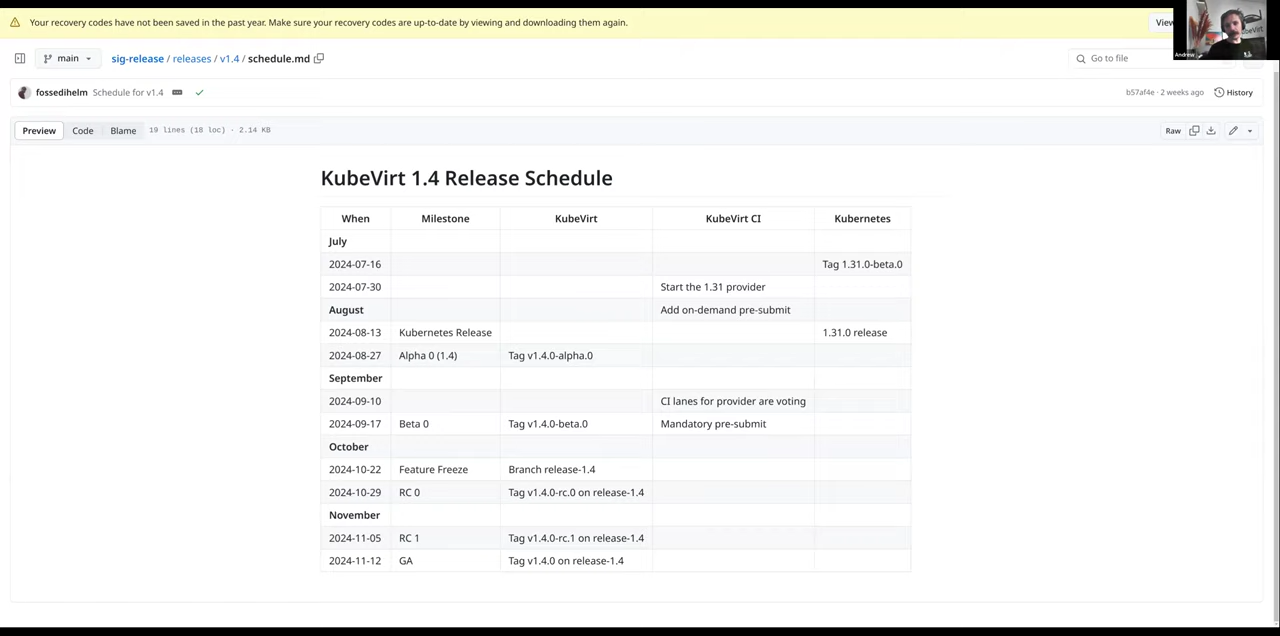 Your recovery codes have not been saved in the past year. Make sure your recovery codes are up-to-date by viewing and downloading them again.
main
sig-release / releases / v1.4 / schedule.md
Go to file
Andrew
fossedihelm Schedule for v1.4
b57af4e · 2 weeks ago History
Preview Code Blame 19 lines (18 loc) · 2.14 KB
Raw
KubeVirt 1.4 Release Schedule
When Milestone KubeVirt KubeVirt CI Kubernetes
July
2024-07-16 Tag 1.31.0-beta.0
2024-07-30 Start the 1.31 provider
August Add on-demand pre-submit
2024-08-13 Kubernetes Release 1.31.0 release
2024-08-27 Alpha 0 (1.4) Tag v1.4.0-alpha.0
September
2024-09-10 CI lanes for provider are voting
2024-09-17 Beta 0 Tag v1.4.0-beta.0 Mandatory pre-submit
October
2024-10-22 Feature Freeze Branch release-1.4
2024-10-29 RC 0 Tag v1.4.0-rc.0 on release-1.4
November
2024-11-05 RC 1 Tag v1.4.0-rc.1 on release-1.4
2024-11-12 GA Tag v1.4.0 on release-1.4